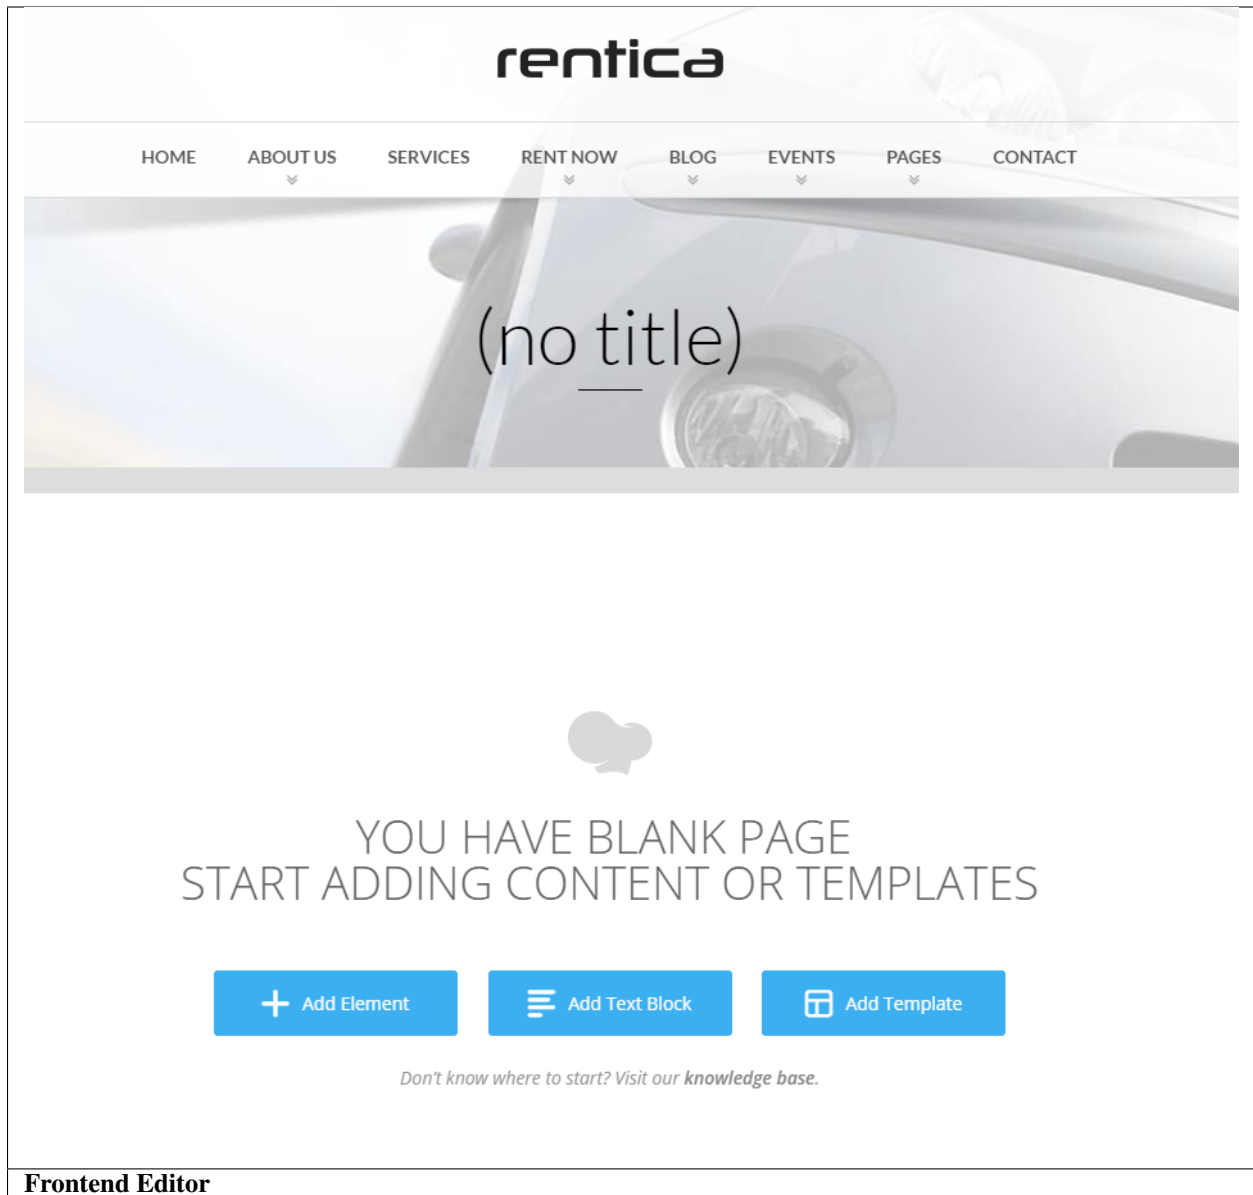 rentica
HOME ABOUT US SERVICES RENT NOW BLOG EVENTS PAGES CONTACT
(no title)
YOU HAVE BLANK PAGE
START ADDING CONTENT OR TEMPLATES
Add Element Add Text Block Add Template
Don't know where to start? Visit our knowledge base.
Frontend Editor